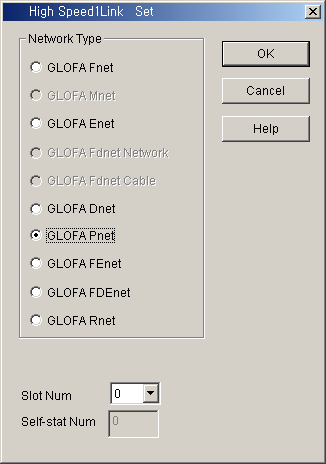 High Speed1Link Set
Network Type
GLOFA Fnet
GLOFA Mnet
GLOFA Enet
GLOFA Fdnet Network
GLOFA Fdnet Cable
GLOFA Dnet
GLOFA Pnet
GLOFA FEnet
GLOFA FDEnet
GLOFA Rnet
OK
Cancel
Help
Slot Num 0
Self-stat Num 0